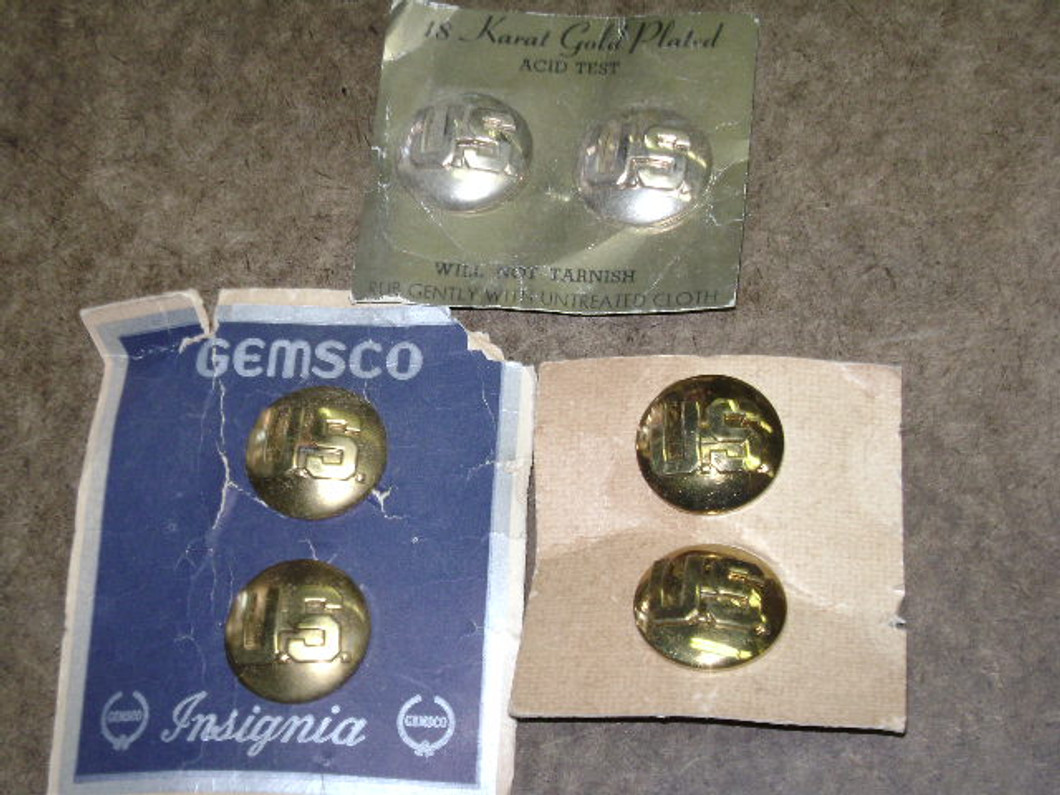 18 Karat Gold Plated
ACID TEST
U.S. U.S.
WILL NOT TARNISH
RUB GENTLY WITH UNTREATED CLOTH
GEMSCO
U.S.
U.S.
GEMSCO Insignia GEMSCO
U.S.
U.S.